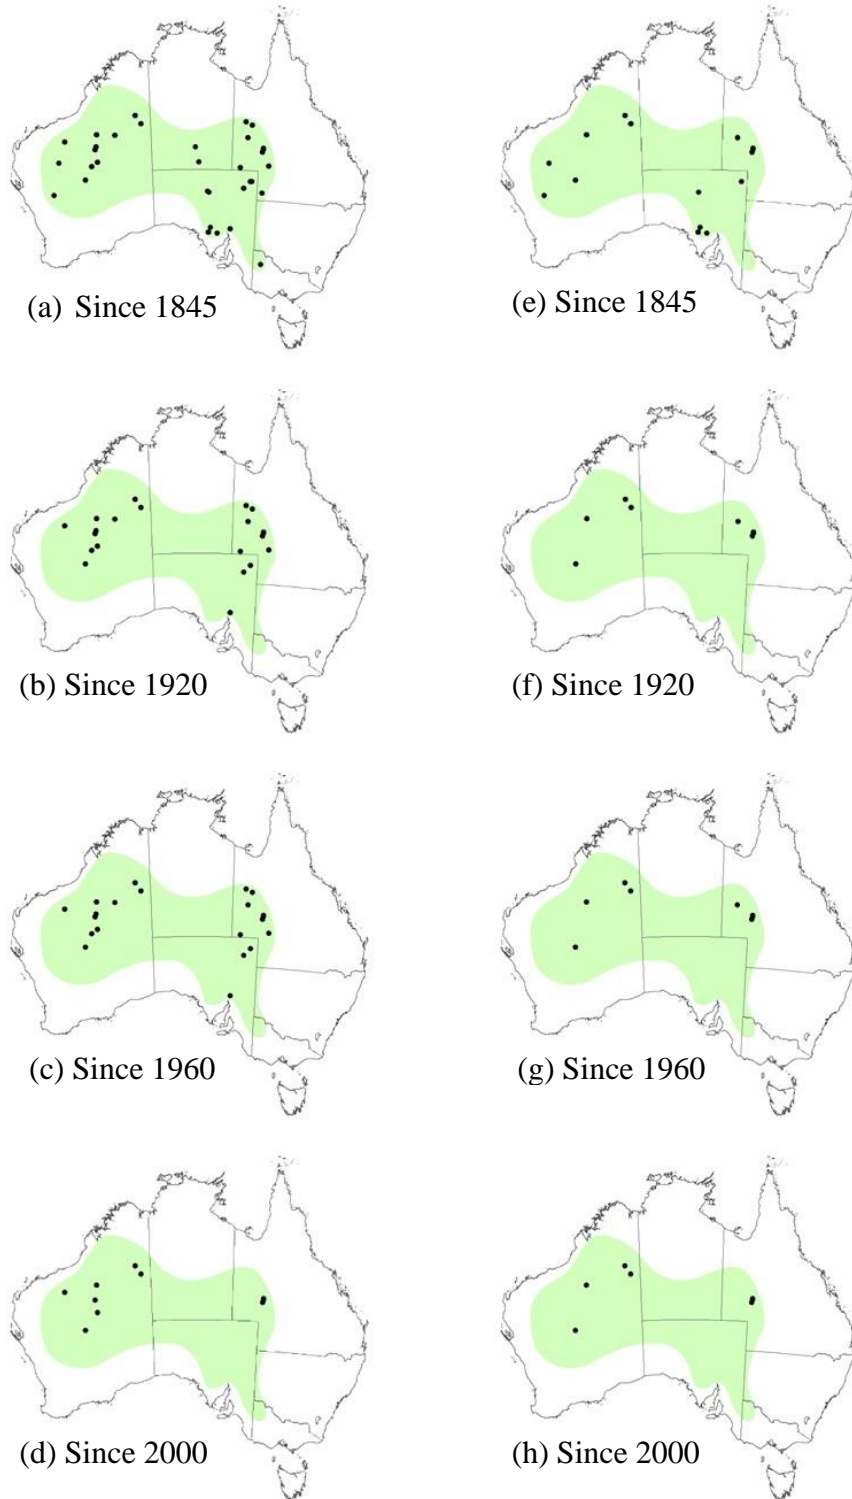 (a) Since 1845
(e) Since 1845
(b) Since 1920
(f) Since 1920
(c) Since 1960
(g) Since 1960
(d) Since 2000
(h) Since 2000